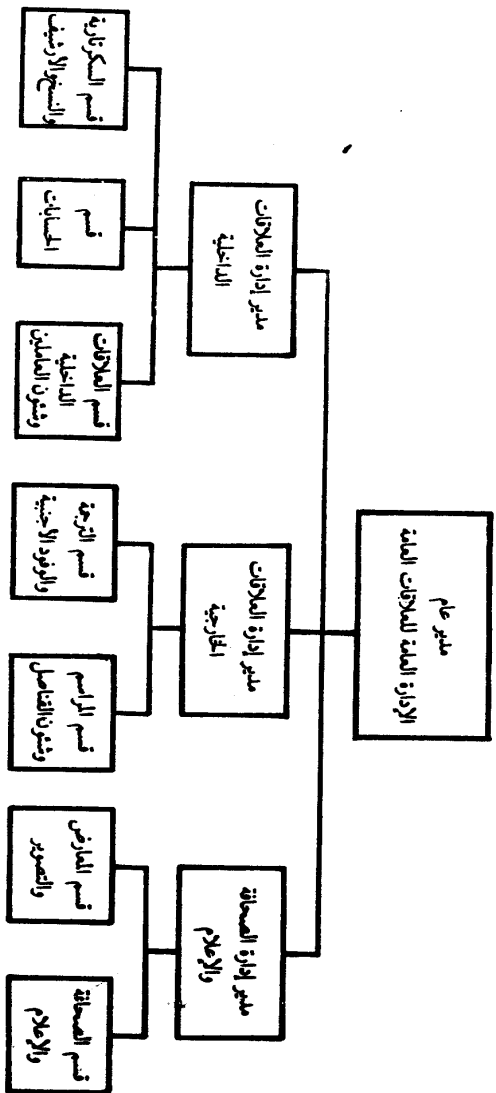 مدير عام
الإدارة العامة للعلاقات العامة
مدير إدارة الصحافة
والإعلام
مدير إدارة العلاقات
الخارجية
مدير إدارة العلاقات
الداخلية
قسم الصحافة
والإعلام
قسم المعارض
والتصوير
قسم المراسم
وشئون القناصل
قسم الترجمة
والوفود الأجنبية
قسم العلاقات
الداخلية
وشئون العاملين
قسم
الحسابات
قسم السكرتارية
والنسخ والأرشيف